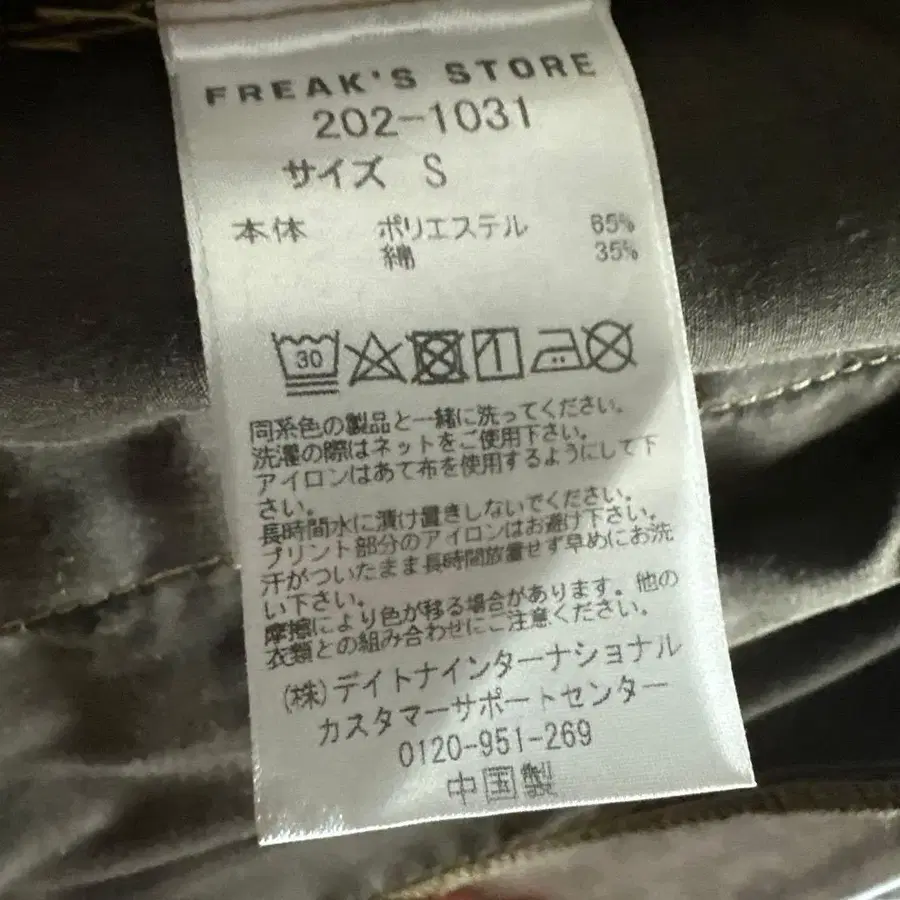 FREAK'S STORE
202-1031
サイズ S
本体 ポリエステル 65%
綿 35%
30
同系色の製品と一緒に洗ってください。
洗濯の際はネットをご使用下さい。
アイロンはあて布を使用するようにして下
さい。
長時間水に漬け置きしないでください。
プリント部分のアイロンはお避け下さい。
汗がついたまま長時間放置せず早めにお洗
い下さい。
摩擦により色が移る場合があります。他の
衣類との組み合わせにご注意ください。
(株)デイトナインターナショナル
カスタマーサポートセンター
0120-951-269
中国製